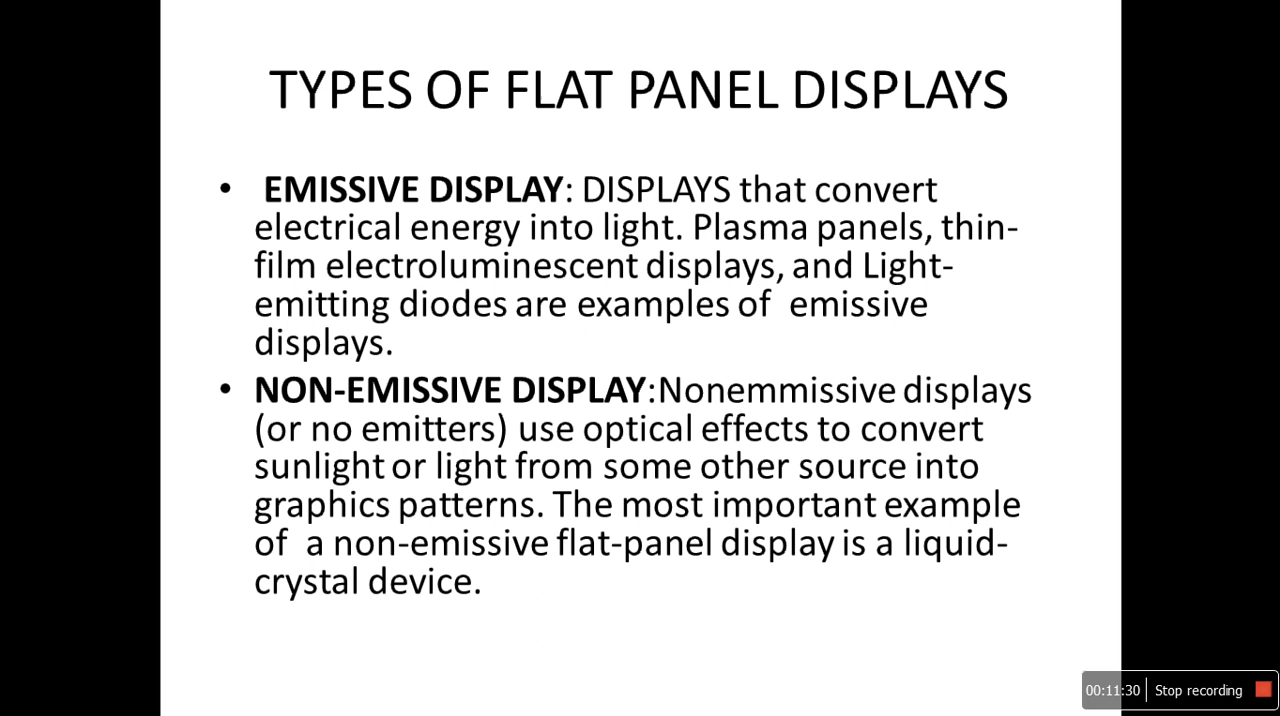 TYPES OF FLAT PANEL DISPLAYS
• EMISSIVE DISPLAY: DISPLAYS that convert
electrical energy into light. Plasma panels, thin-
film electroluminescent displays, and Light-
emitting diodes are examples of  emissive
displays.
• NON-EMISSIVE DISPLAY:Nonemmissive displays
(or no emitters) use optical effects to convert
sunlight or light from some other source into
graphics patterns. The most important example
of  a non-emissive flat-panel display is a liquid-
crystal device.
00:11:30 Stop recording